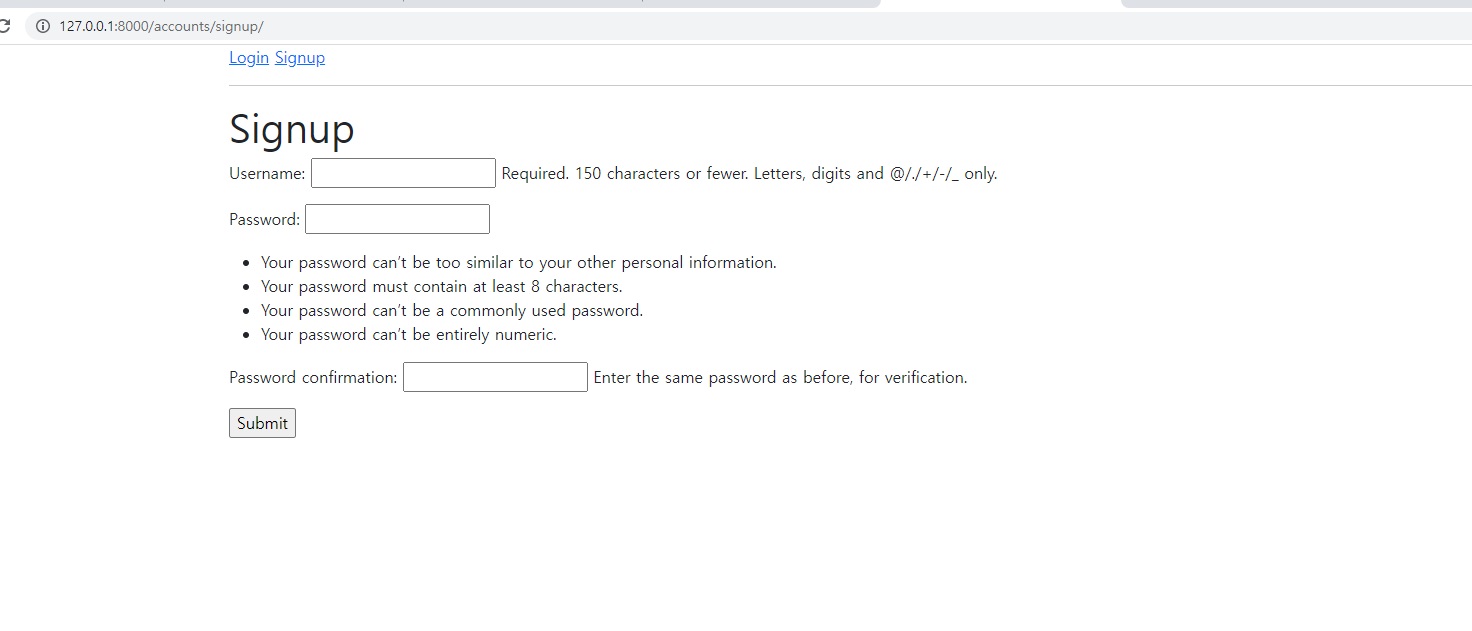 127.0.0.1:8000/accounts/signup/
Login Signup
Signup
Username: Required. 150 characters or fewer. Letters, digits and @/./+/-/_ only.
Password:
• Your password can't be too similar to your other personal information.
• Your password must contain at least 8 characters.
• Your password can't be a commonly used password.
• Your password can't be entirely numeric.
Password confirmation: Enter the same password as before, for verification.
Submit